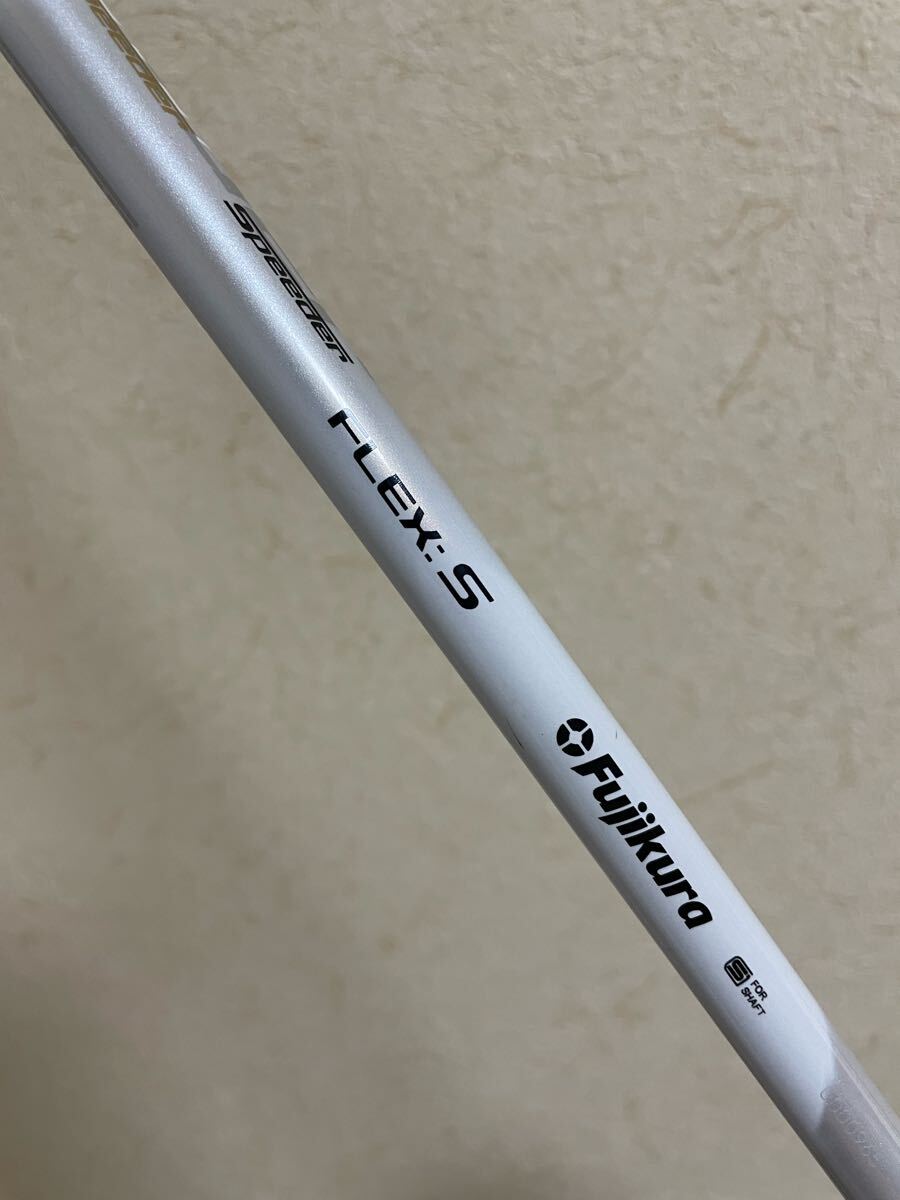 Speeder
FLEX: S
Fujikura
S FOR
SHAFT